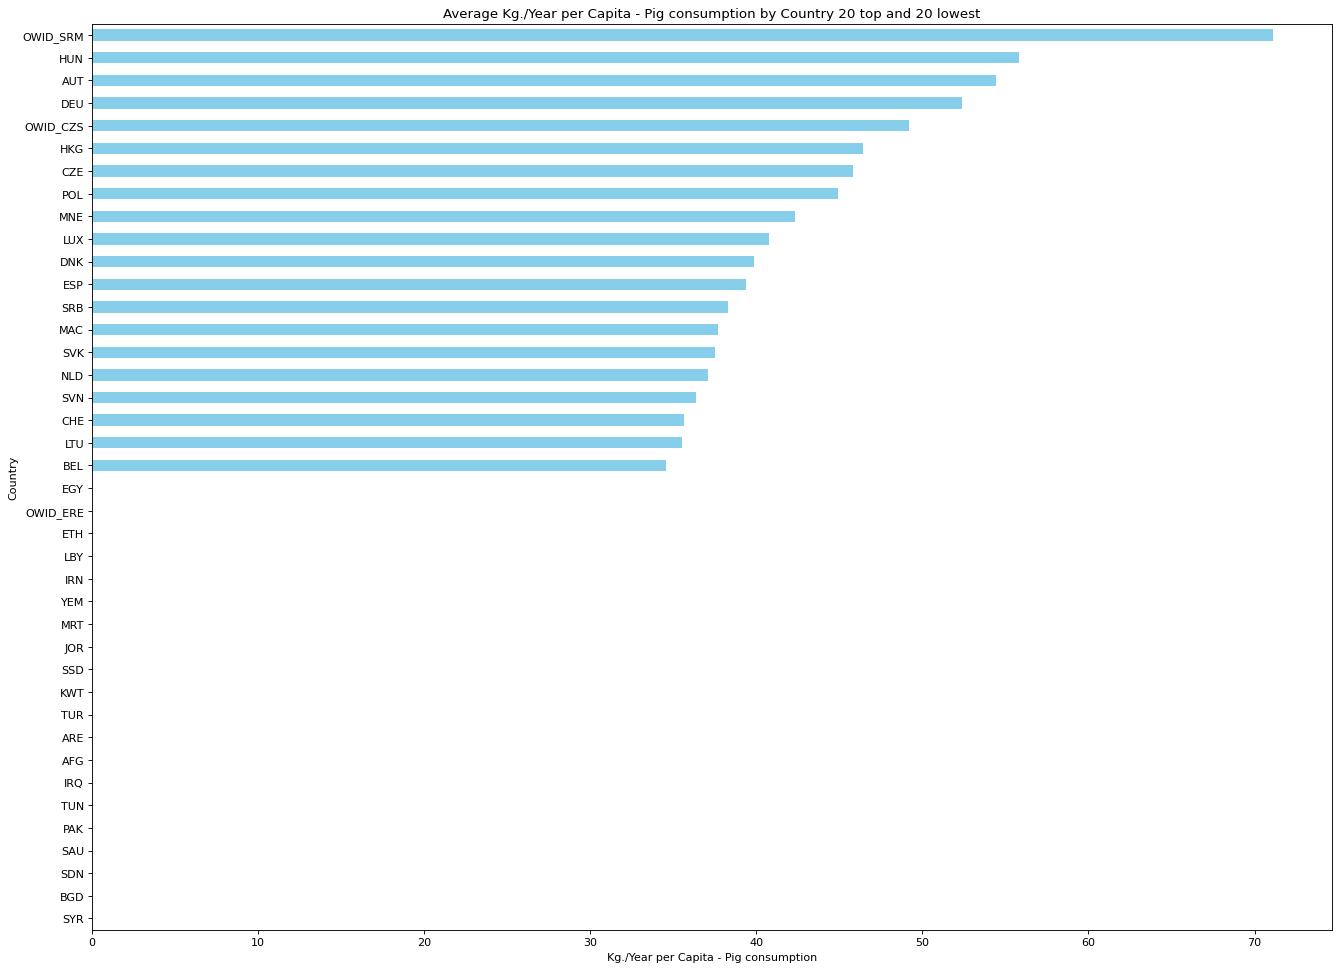 Average Kg./Year per Capita - Pig consumption by Country 20 top and 20 lowest
OWID_SRM
HUN
AUT
DEU
OWID_CZS
HKG
CZE
POL
MNE
LUX
DNK
ESP
SRB
MAC
SVK
NLD
SVN
CHE
LTU
BEL
EGY
OWID_ERE
ETH
LBY
IRN
YEM
MRT
JOR
SSD
KWT
TUR
ARE
AFG
IRQ
TUN
PAK
SAU
SDN
BGD
SYR
Country
0 10 20 30 40 50 60 70
Kg./Year per Capita - Pig consumption